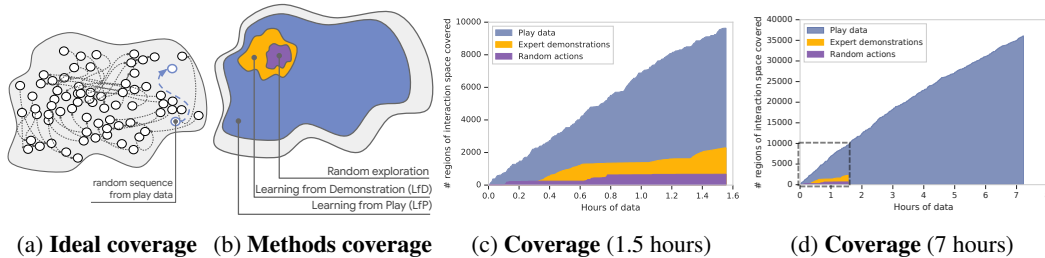 random sequence
from play data
(a) Ideal coverage
Random exploration
Learning from Demonstration (LfD)
Learning from Play (LfP)
(b) Methods coverage
# regions of interaction space covered
10000
8000
6000
4000
2000
0
Play data
Expert demonstrations
Random actions
0.0 0.2 0.4 0.6 0.8 1.0 1.2 1.4 1.6
Hours of data
(c) Coverage (1.5 hours)
# regions of interaction space covered
40000
35000
30000
25000
20000
15000
10000
5000
0
Play data
Expert demonstrations
Random actions
0 1 2 3 4 5 6 7
Hours of data
(d) Coverage (7 hours)